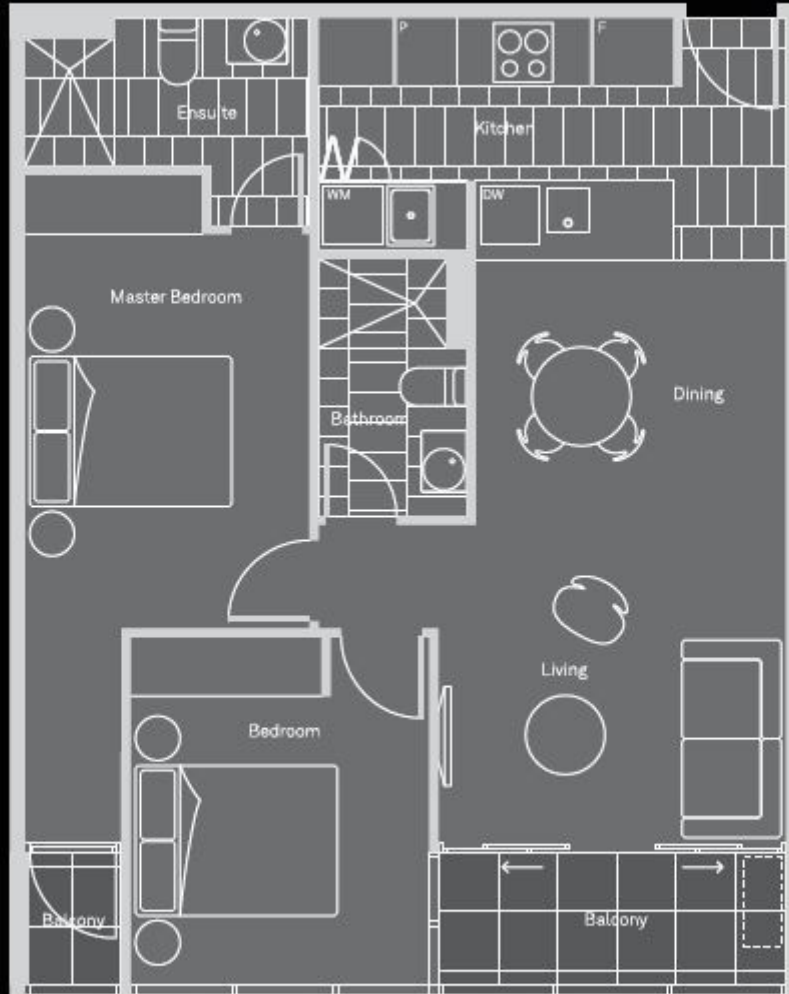 P
F
Ensuite
Kitchen
WM
DW
Master Bedroom
Dining
Bathroom
Living
Bedroom
Balcony
Balcony